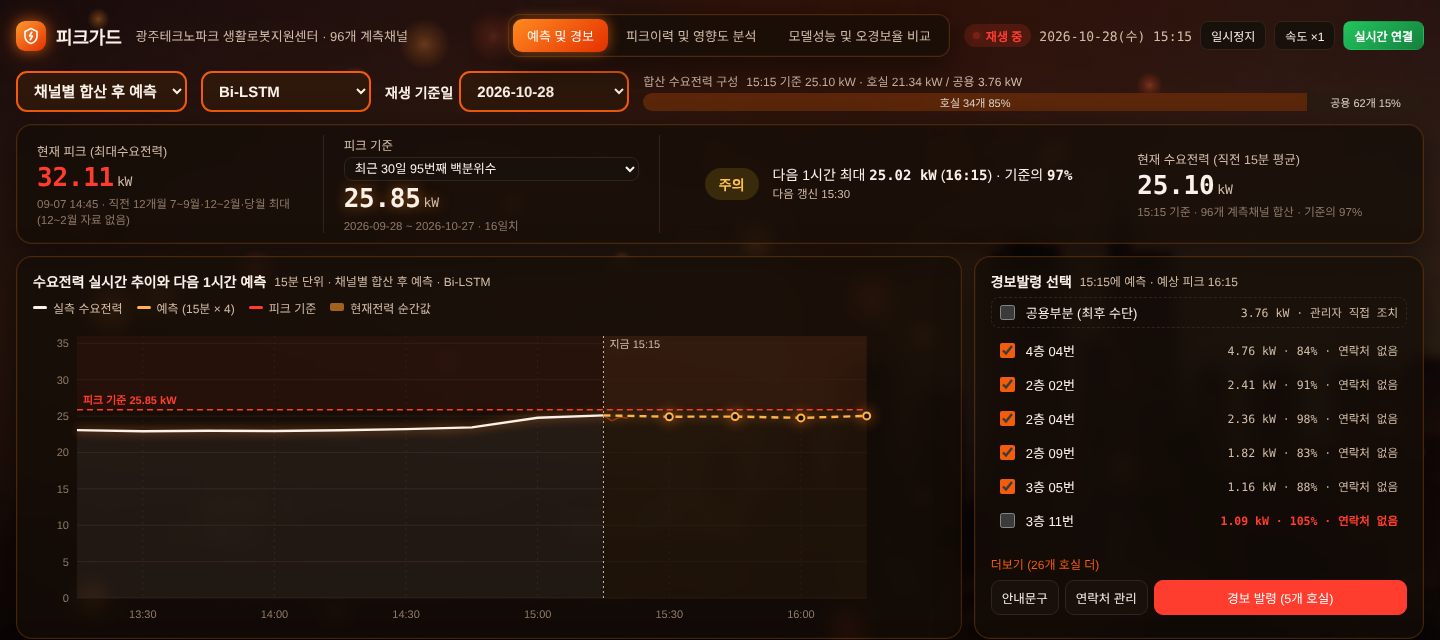 피크가드 광주테크노파크 생활로봇지원센터 · 96개 계측채널
예측 및 경보 피크이력 및 영향도 분석 모델성능 및 오경보율 비교
재생 중 2026-10-28(수) 15:15 일시정지 속도 ×1 실시간 연결
채널별 합산 후 예측 Bi-LSTM 재생 기준일 2026-10-28
합산 수요전력 구성 15:15 기준 25.10 kW · 호실 21.34 kW / 공용 3.76 kW
호실 34개 85% 공용 62개 15%
현재 피크 (최대수요전력)
32.11 kW
09-07 14:45 · 직전 12개월 7~9월·12~2월·당월 최대
(12~2월 자료 없음)
피크 기준
최근 30일 95번째 백분위수
25.85 kW
2026-09-28 ~ 2026-10-27 · 16일치
주의
다음 1시간 최대 25.02 kW (16:15) · 기준의 97%
다음 갱신 15:30
현재 수요전력 (직전 15분 평균)
25.10 kW
15:15 기준 · 96개 계측채널 합산 · 기준의 97%
수요전력 실시간 추이와 다음 1시간 예측 15분 단위 · 채널별 합산 후 예측 · Bi-LSTM
실측 수요전력 예측 (15분 × 4) 피크 기준 현재전력 순간값
지금 15:15
피크 기준 25.85 kW
35
30
25
20
15
10
5
0
13:30 14:00 14:30 15:00 15:30 16:00
경보발령 선택 15:15에 예측 · 예상 피크 16:15
공용부분 (최후 수단) 3.76 kW · 관리자 직접 조치
4층 04번 4.76 kW · 84% · 연락처 없음
2층 02번 2.41 kW · 91% · 연락처 없음
2층 04번 2.36 kW · 98% · 연락처 없음
2층 09번 1.82 kW · 83% · 연락처 없음
3층 05번 1.16 kW · 88% · 연락처 없음
3층 11번 1.09 kW · 105% · 연락처 없음
더보기 (26개 호실 더)
안내문구 연락처 관리 경보 발령 (5개 호실)